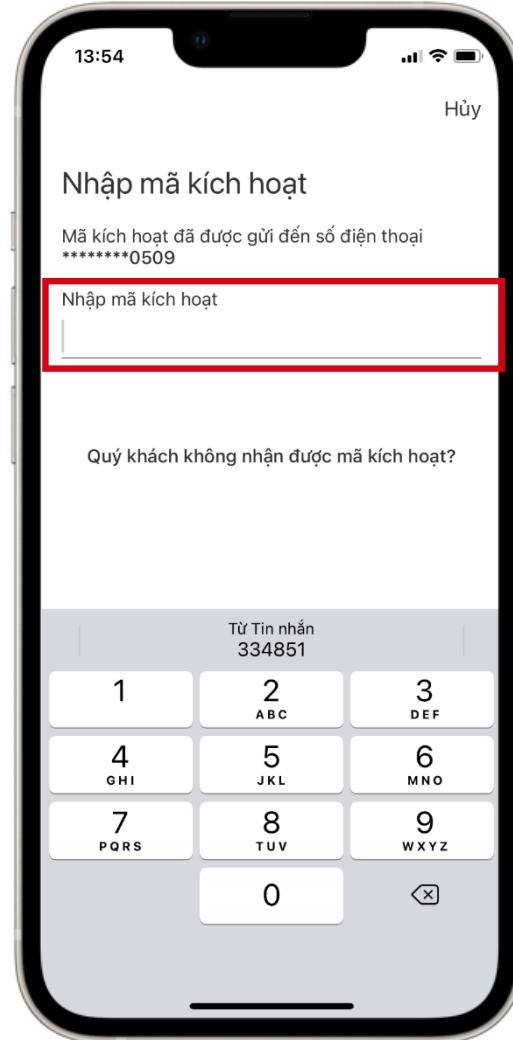 13:54
Hủy
Nhập mã kích hoạt
Mã kích hoạt đã được gửi đến số điện thoại
********0509
Nhập mã kích hoạt
Quý khách không nhận được mã kích hoạt?
Từ Tin nhắn
334851
1 2 3
ABC DEF
4 5 6
GHI JKL MNO
7 8 9
PQRS TUV WXYZ
0